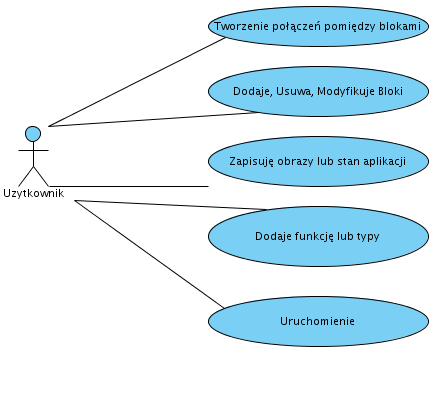 Tworzenie połączeń pomiędzy blokami
Dodaje, Usuwa, Modyfikuje Bloki
Zapisuję obrazy lub stan aplikacji
Uzytkownik
Dodaje funkcję lub typy
Uruchomienie